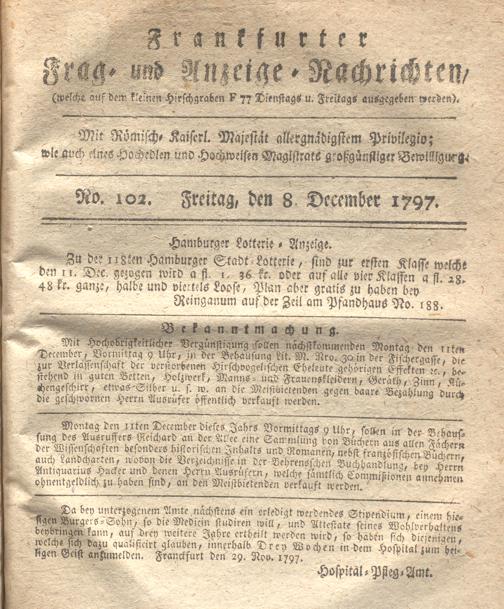 Frankfurter
Frag- und Anzeige-Nachrichten,
(welche auf dem kleinen Hirschgraben F 77 Dienstags u. Freitags ausgegeben werden).
Mit Römisch-Kaiserl. Majestät allergnädigstem Privilegio;
wie auch eines Hochedlen und Hochweisen Magistrats großgünstiger Bewilligung.
No. 102. Freitag, den 8. December 1797.
Hamburger Lotterie-Anzeige.
Zu der 118ten Hamburger Stadt-Lotterie, sind zur ersten Klasse welche
den 11. Dec. gezogen wird a fl. 1. 36 kr. oder auf alle vier Klassen a fl. 28.
48 kr. ganze, halbe und viertels Loose, Plan aber gratis zu haben bey
Reinganum auf der Zeil am Pfandhaus No. 188.
Bekanntmachung.
Mit Hochobrigkeitlicher Vergünstigung sollen nächstkommenden Montag den 11ten
December, Vormittag 9 Uhr, in der Behausung Lit. M. Nro. 30 in der Fischergasse, die
zur Verlassenschaft der verstorbenen Hirschvogelischen Eheleute gehörigen Effekten ꝛc., be-
stehend in guten Betten, Holzwerk, Manns- und Frauenskleidern, Geräth, Zinn, Kü-
chengeschirr, etwas Silber u. s. w. an die Meistbietenden gegen baare Bezahlung durch
die geschwornen Herrn Ausrüfer öffentlich verkauft werden.
Montag den 11ten December dieses Jahrs Vormittags 9 Uhr, sollen in der Behau-
sung des Ausruffers Reichard an der Allee eine Sammlung von Büchern aus allen Fächern
der Wissenschaften besonders historischen Inhalts und Romanen, nebst französischen Büchern,
auch Landcharten, wovon die Verzeichnisse in der Behrenschen Buchhandlung, bey Herrn
Antiquarius Hacker und denen Herrn Ausrüfern, welche sämtlich Commißionen annehmen
ohnentgeldlich zu haben sind, an den Meistbietenden verkauft werden.
Da bey unterzogenem Amte nächstens ein erledigt werdendes Stipendium, einem hie-
sigen Burgers-Sohn, so die Medicin studiren will, und Attestate seines Wohlverhaltens
beybringen kann, auf drey weitere Jahre ertheilt werden wird, so haben sich diejenigen,
welche sich dazu qualificirt glauben, innerhalb Drey Wochen in dem Hospital zum hei-
ligen Geist anzumelden. Frankfurt den 29. Nov. 1797.
Hospital-Pfleg-Amt.